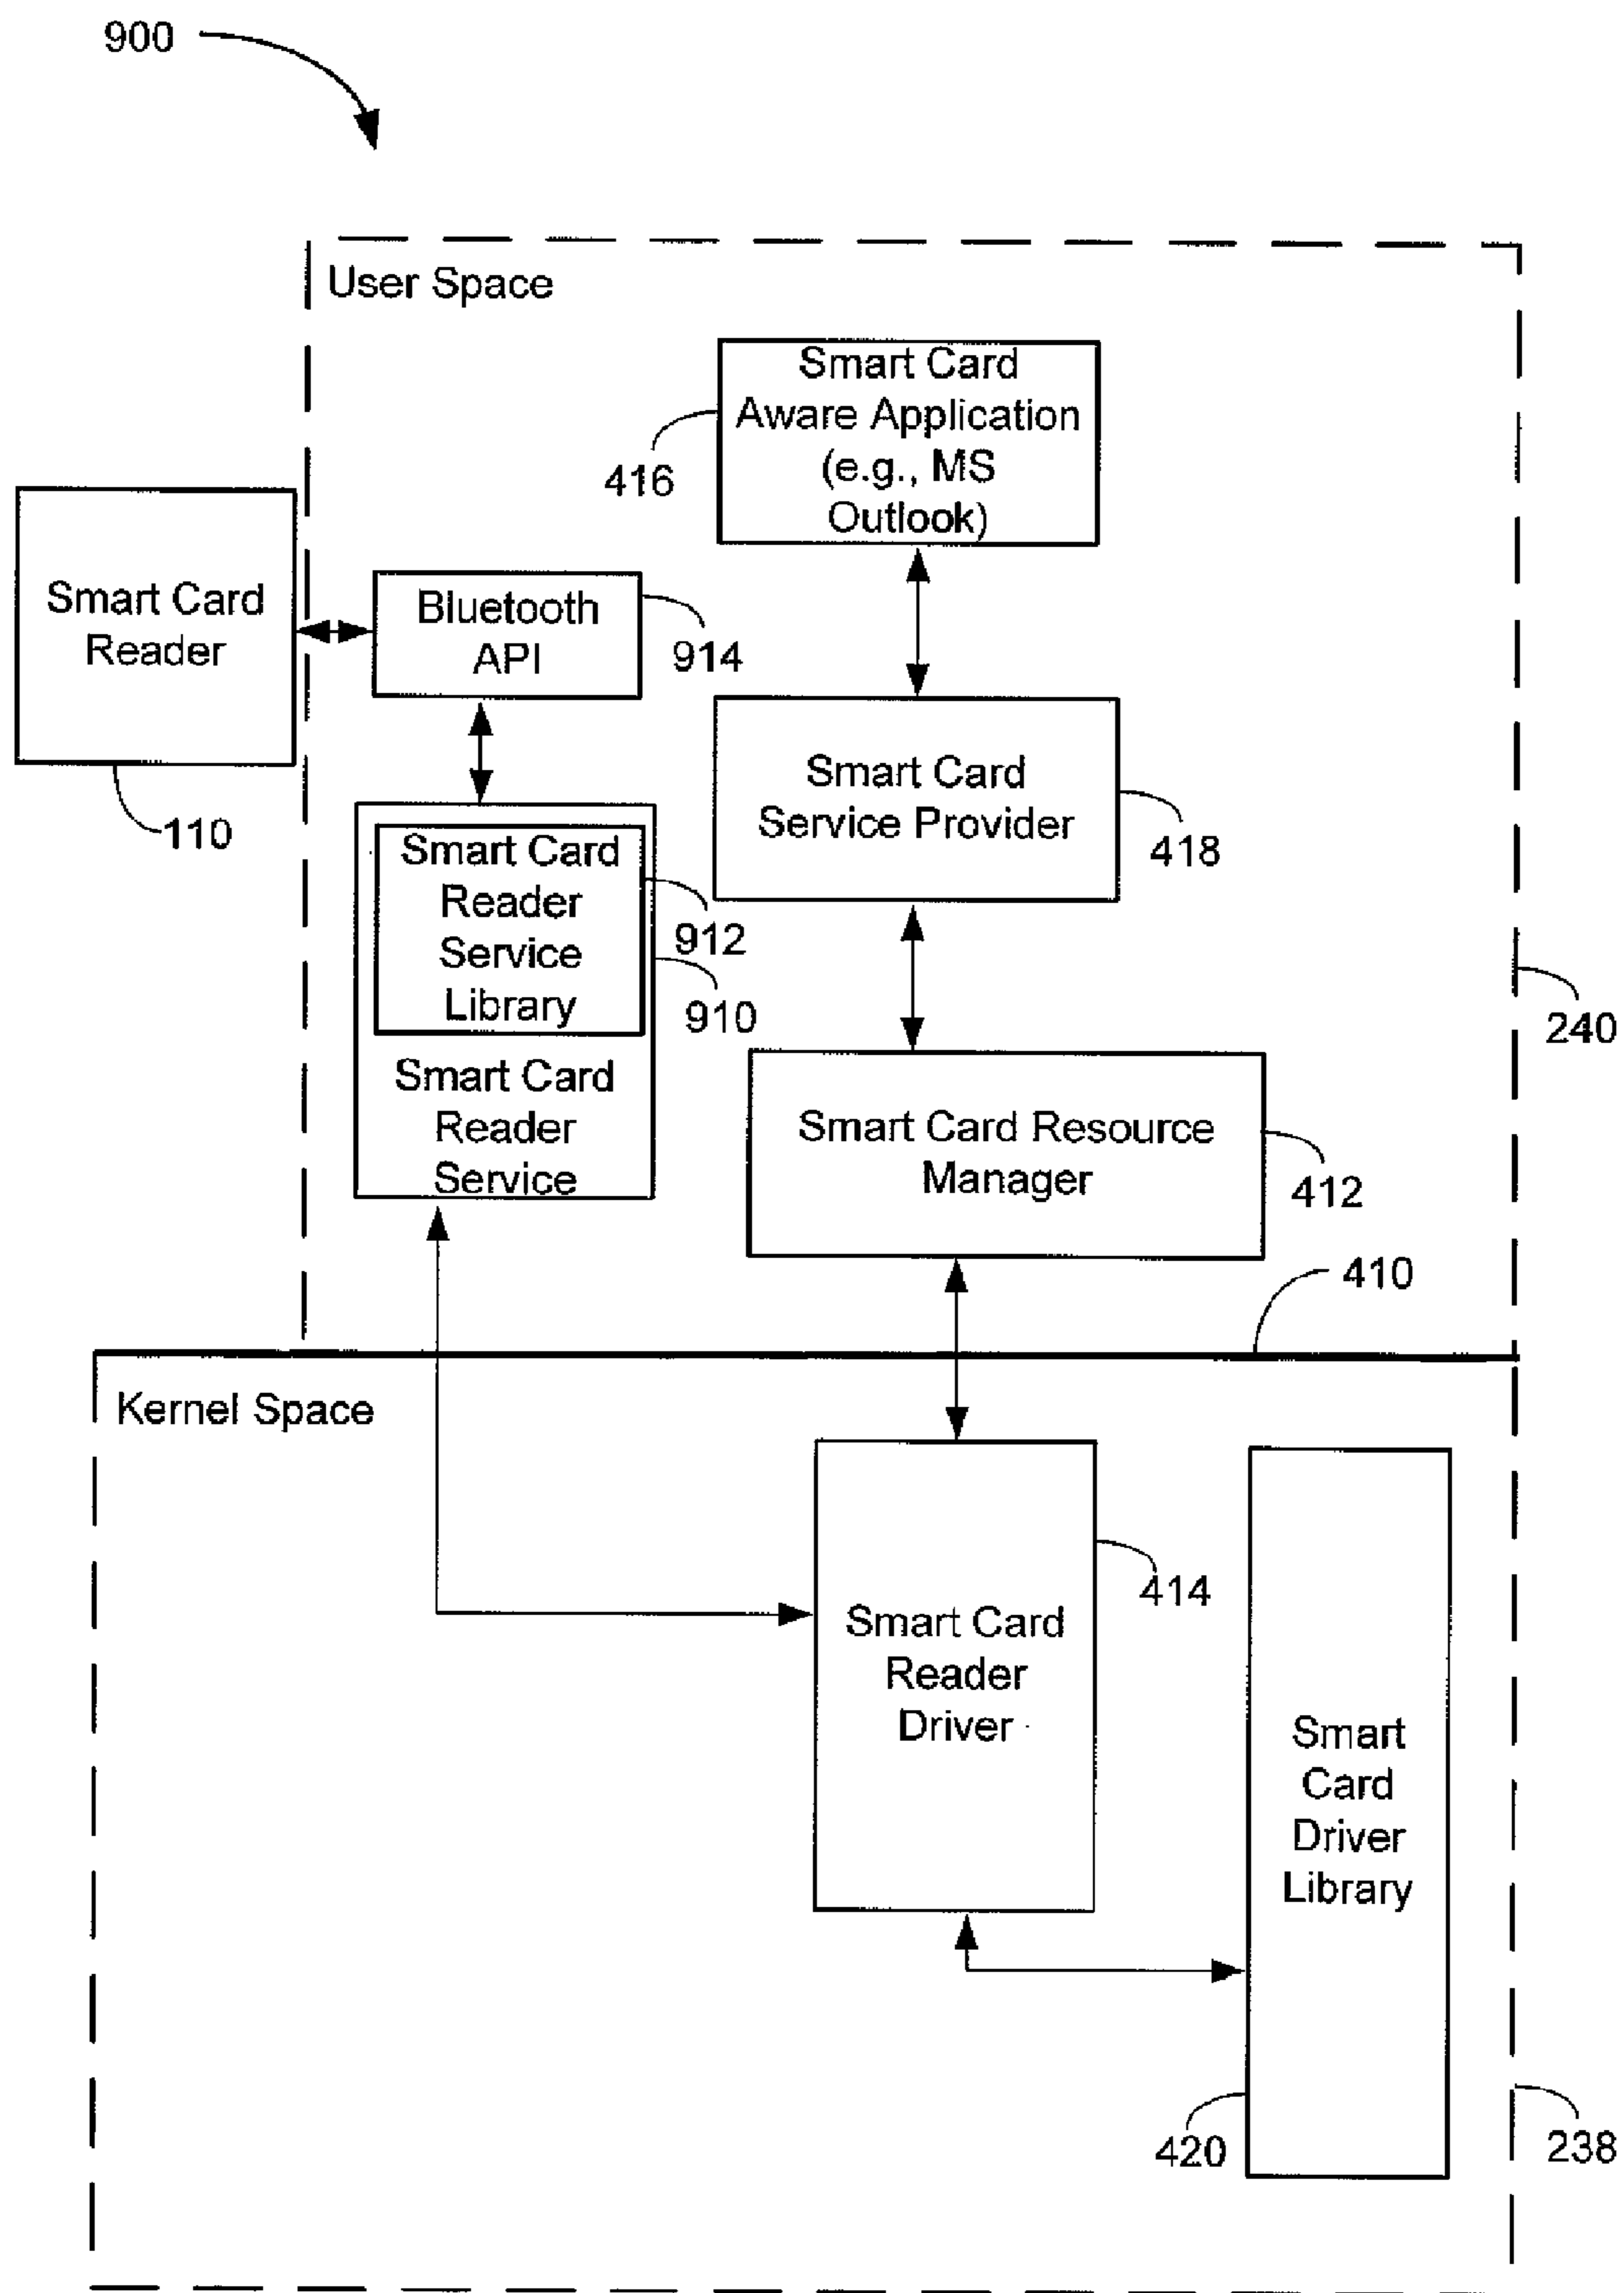 900
User Space
Smart Card
Aware Application
(e.g., MS
Outlook)
416
Smart Card
Reader
110
Bluetooth
API
914
Smart Card
Service Provider
418
Smart Card
Reader
Service
Library
912
910
Smart Card
Reader
Service
240
Smart Card Resource
Manager
412
410
Kernel Space
Smart Card
Reader
Driver
414
Smart
Card
Driver
Library
420
238